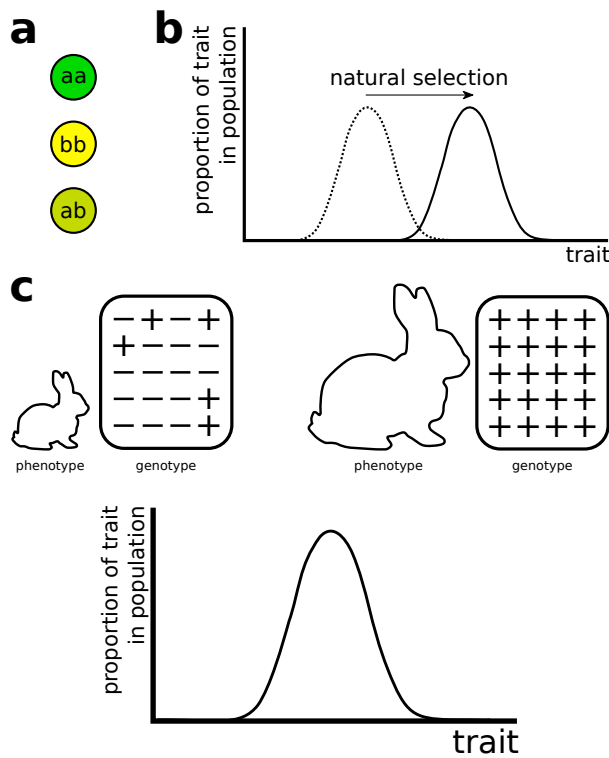 a
aa
bb
ab
b
proportion of trait
in population
natural selection
trait
c
− + − +
+ − − −
− − − −
− − − +
− − − +
phenotype
genotype
+ + + +
+ + + +
+ + + +
+ + + +
+ + + +
phenotype
genotype
proportion of trait
in population
trait